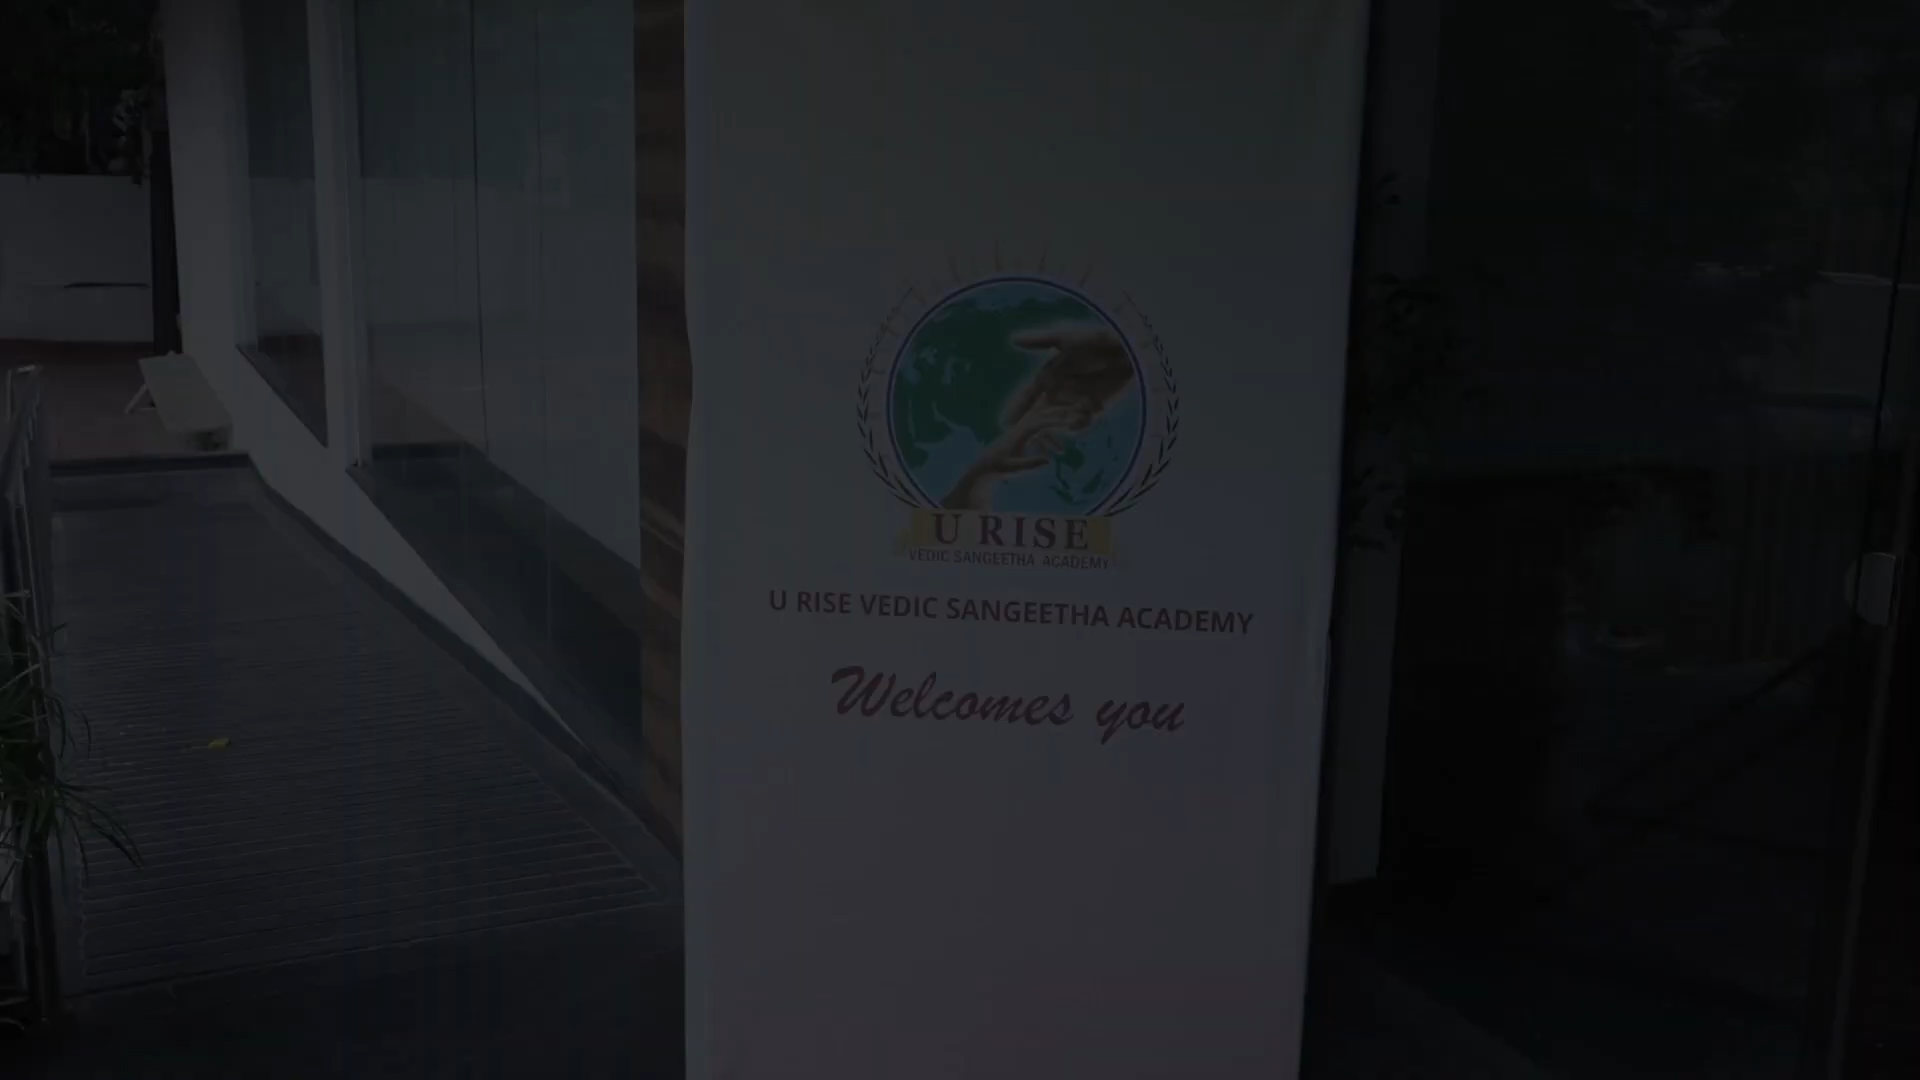 U RISE
VEDIC SANGEETHA ACADEMY
U RISE VEDIC SANGEETHA ACADEMY
Welcomes you